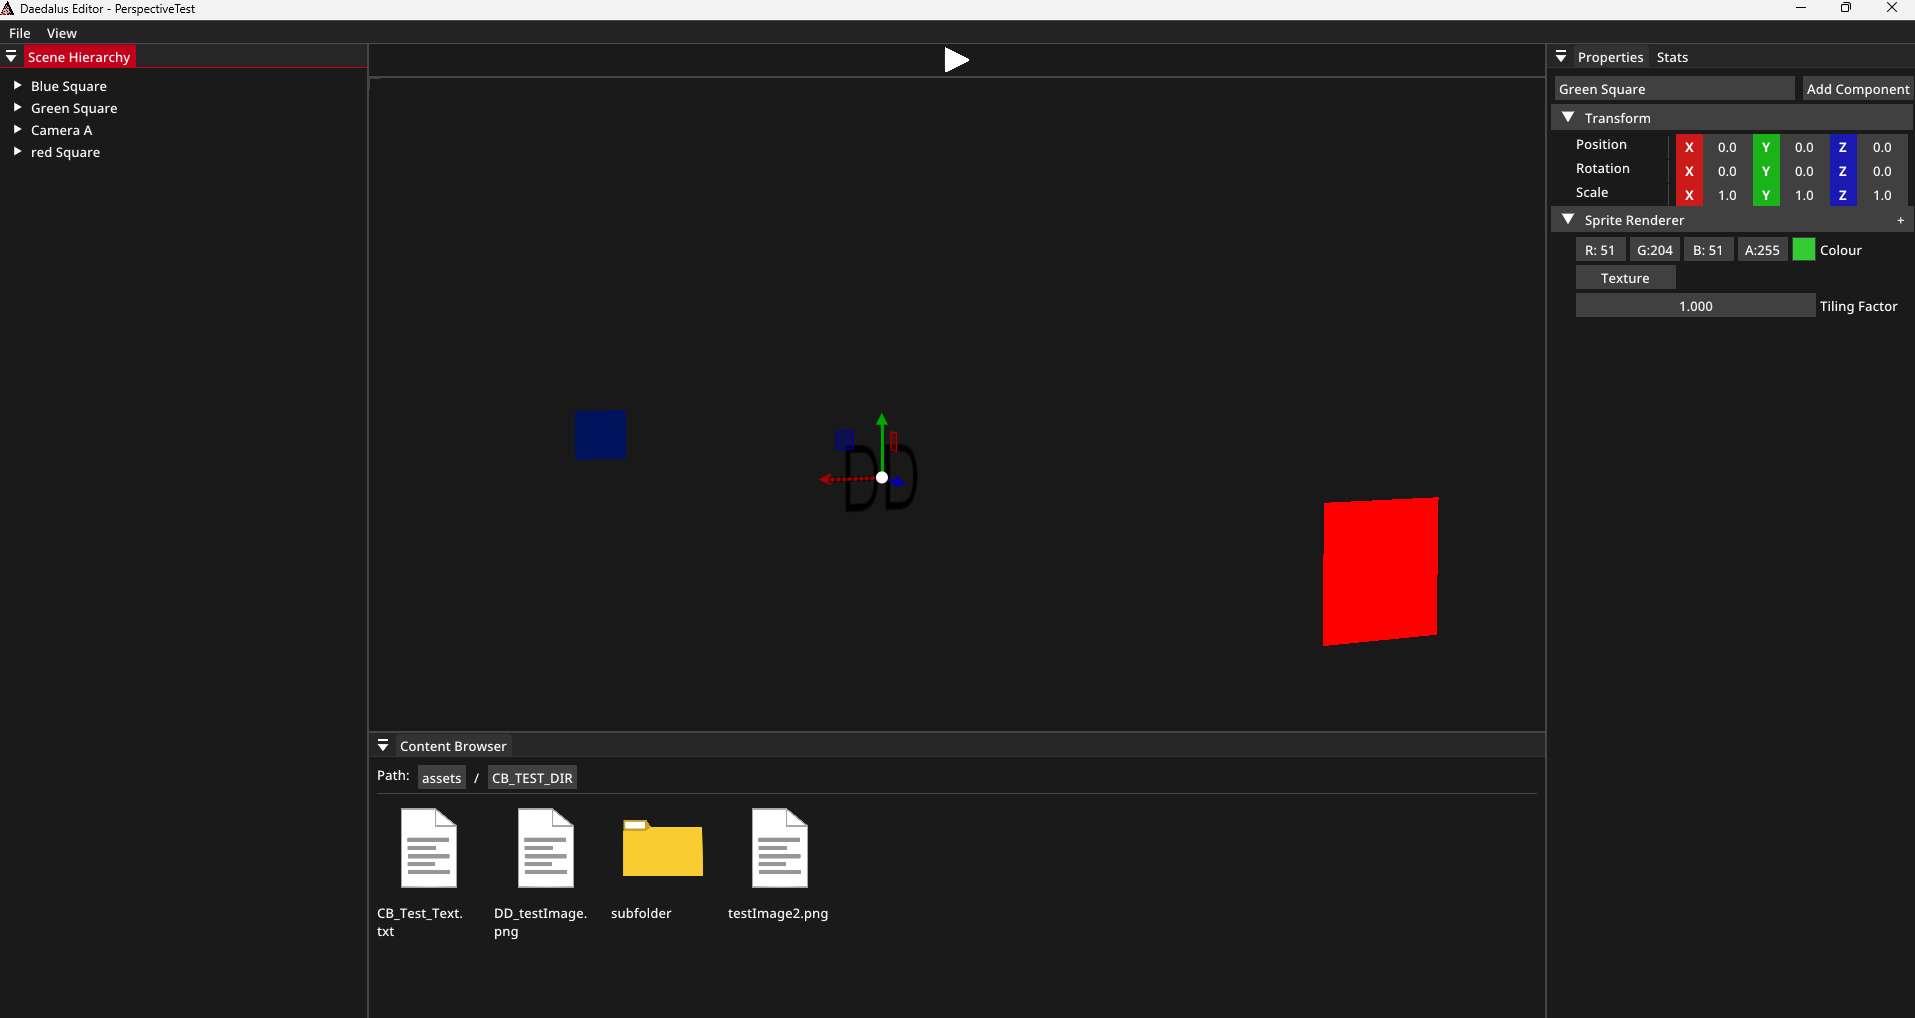 Daedalus Editor - PerspectiveTest
File View
Scene Hierarchy
Blue Square
Green Square
Camera A
red Square
DD
Properties Stats
Green Square Add Component
Transform
Position X 0.0 Y 0.0 Z 0.0
Rotation X 0.0 Y 0.0 Z 0.0
Scale X 1.0 Y 1.0 Z 1.0
Sprite Renderer +
R: 51 G:204 B: 51 A:255 Colour
Texture
1.000 Tiling Factor
Content Browser
Path: assets / CB_TEST_DIR
CB_Test_Text.
txt
DD_testImage.
png
subfolder
testImage2.png